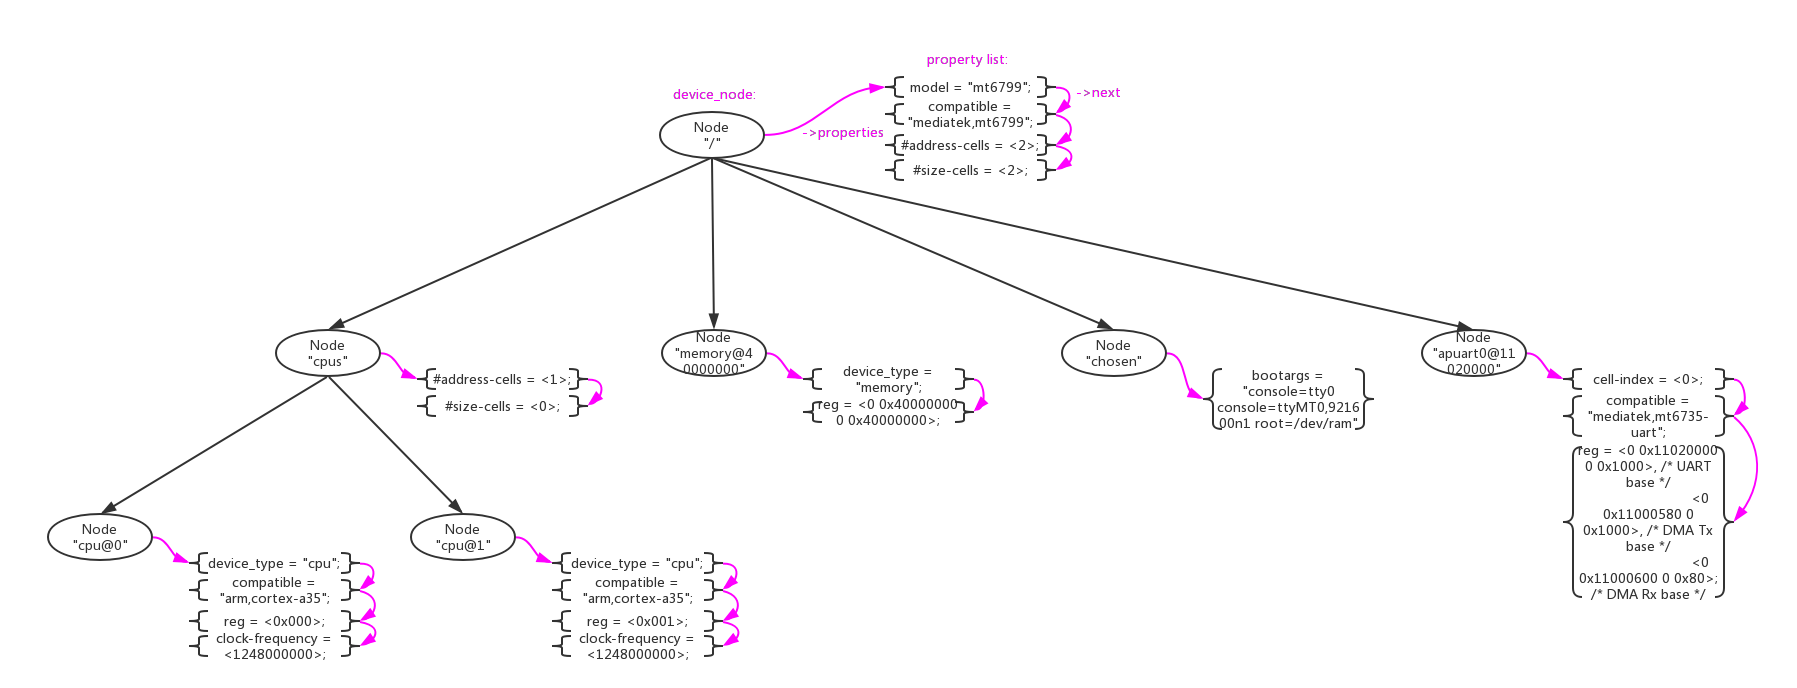 property list:
device_node:
Node
"/"
->properties
model = "mt6799";
->next
compatible =
"mediatek,mt6799";
#address-cells = <2>;
#size-cells = <2>;
Node
"cpus"
#address-cells = <1>;
#size-cells = <0>;
Node
"memory@4
0000000"
device_type =
"memory";
reg = <0 0x40000000
0 0x40000000>;
Node
"chosen"
bootargs =
"console=tty0
console=ttyMT0,9216
00n1 root=/dev/ram"
Node
"apuart0@11
020000"
cell-index = <0>;
compatible =
"mediatek,mt6735-
uart";
reg = <0 0x11020000
0 0x1000>, /* UART
base */
<0
0x11000580 0
0x1000>, /* DMA Tx
base */
<0
0x11000600 0 0x80>;
/* DMA Rx base */
Node
"cpu@0"
device_type = "cpu";
compatible =
"arm,cortex-a35";
reg = <0x000>;
clock-frequency =
<1248000000>;
Node
"cpu@1"
device_type = "cpu";
compatible =
"arm,cortex-a35";
reg = <0x001>;
clock-frequency =
<1248000000>;